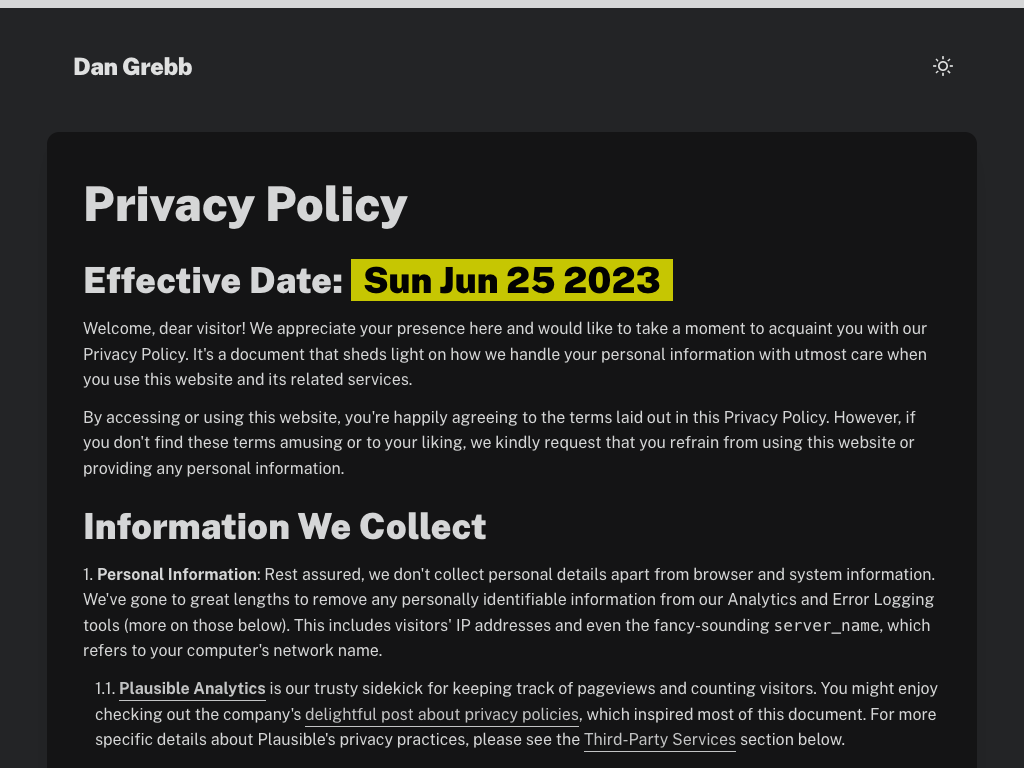 Dan Grebb
Privacy Policy
Effective Date: Sun Jun 25 2023
Welcome, dear visitor! We appreciate your presence here and would like to take a moment to acquaint you with our
Privacy Policy. It's a document that sheds light on how we handle your personal information with utmost care when
you use this website and its related services.
By accessing or using this website, you're happily agreeing to the terms laid out in this Privacy Policy. However, if
you don't find these terms amusing or to your liking, we kindly request that you refrain from using this website or
providing any personal information.
Information We Collect
1. Personal Information: Rest assured, we don't collect personal details apart from browser and system information.
We've gone to great lengths to remove any personally identifiable information from our Analytics and Error Logging
tools (more on those below). This includes visitors' IP addresses and even the fancy-sounding server_name, which
refers to your computer's network name.
1.1. Plausible Analytics is our trusty sidekick for keeping track of pageviews and counting visitors. You might enjoy
checking out the company's delightful post about privacy policies, which inspired most of this document. For more
specific details about Plausible's privacy practices, please see the Third-Party Services section below.